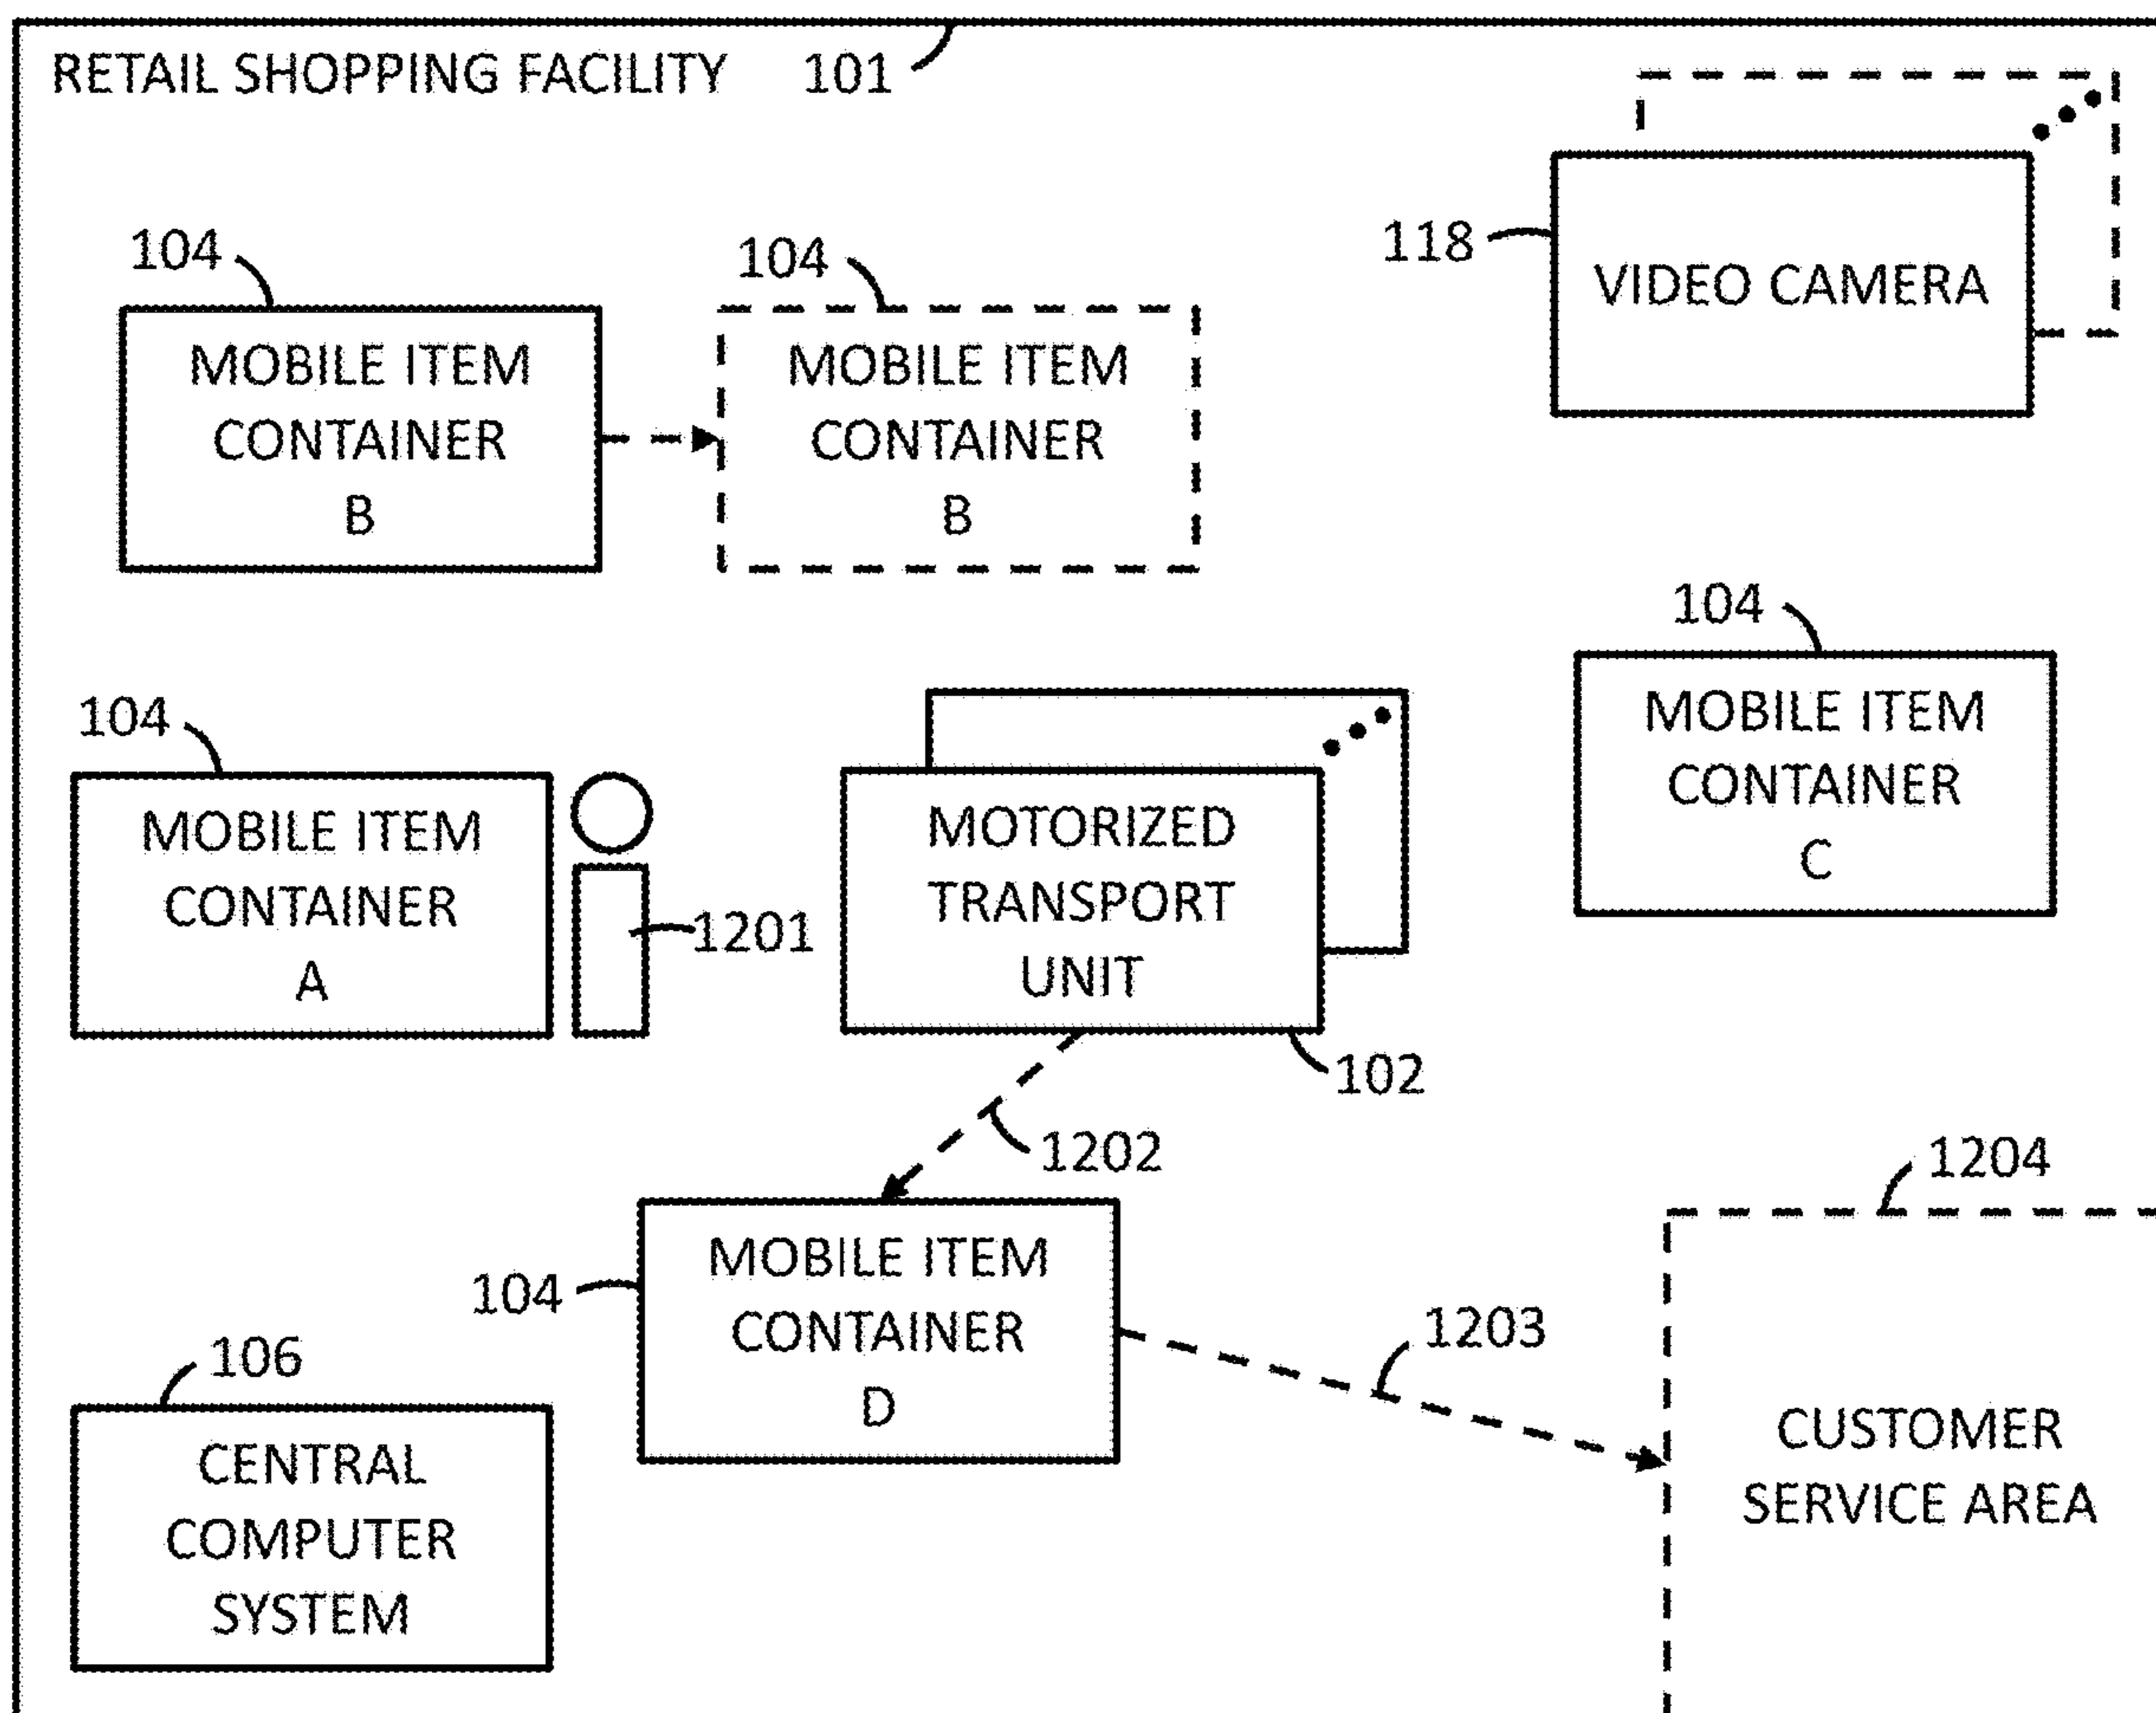 RETAIL SHOPPING FACILITY 101
104
104
118
VIDEO CAMERA
MOBILE ITEM
CONTAINER
B
MOBILE ITEM
CONTAINER
B
104
MOBILE ITEM
CONTAINER
C
104
MOBILE ITEM
CONTAINER
A
1201
MOTORIZED
TRANSPORT
UNIT
102
1202
1204
104
MOBILE ITEM
CONTAINER
D
1203
106
CENTRAL
COMPUTER
SYSTEM
CUSTOMER
SERVICE AREA